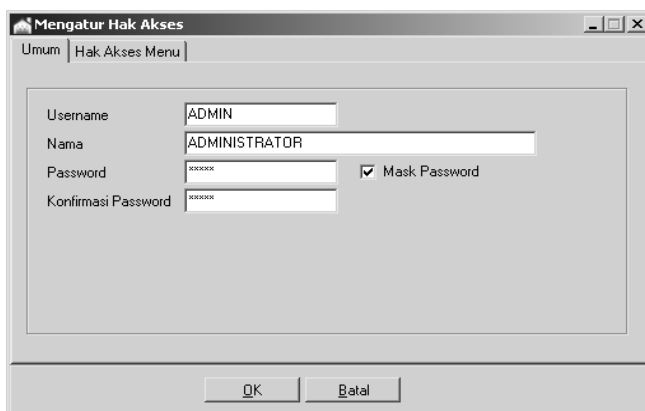 Mengatur Hak Akses
Umum Hak Akses Menu
Username ADMIN
Nama ADMINISTRATOR
Password ××××× Mask Password
Konfirmasi Password ×××××
OK Batal